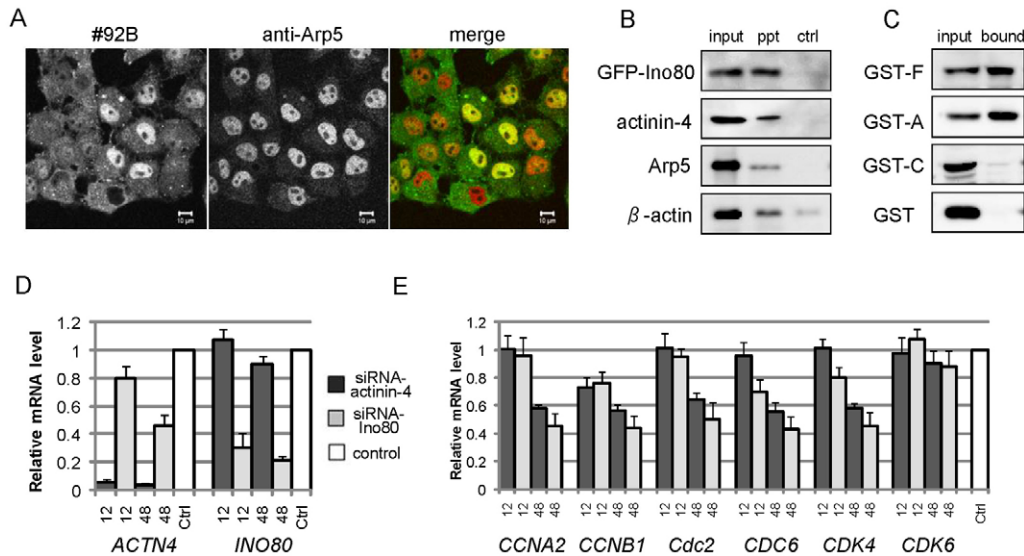 A
#92B
anti-Arp5
merge
10 μm
10 μm
10 μm
B
input ppt ctrl
GFP-Ino80
actinin-4
Arp5
β-actin
C
input bound
GST-F
GST-A
GST-C
GST
D
Relative mRNA level
1.2
1
0.8
0.6
0.4
0.2
0
12 12 48 48 Ctrl 12 12 48 48 Ctrl
ACTN4 INO80
siRNA-
actinin-4
siRNA-
Ino80
control
E
Relative mRNA level
1.2
1
0.8
0.6
0.4
0.2
0
12 12 48 48 12 12 48 48 12 12 48 48 12 12 48 48 12 12 48 48 12 12 48 48 Ctrl
CCNA2 CCNB1 Cdc2 CDC6 CDK4 CDK6